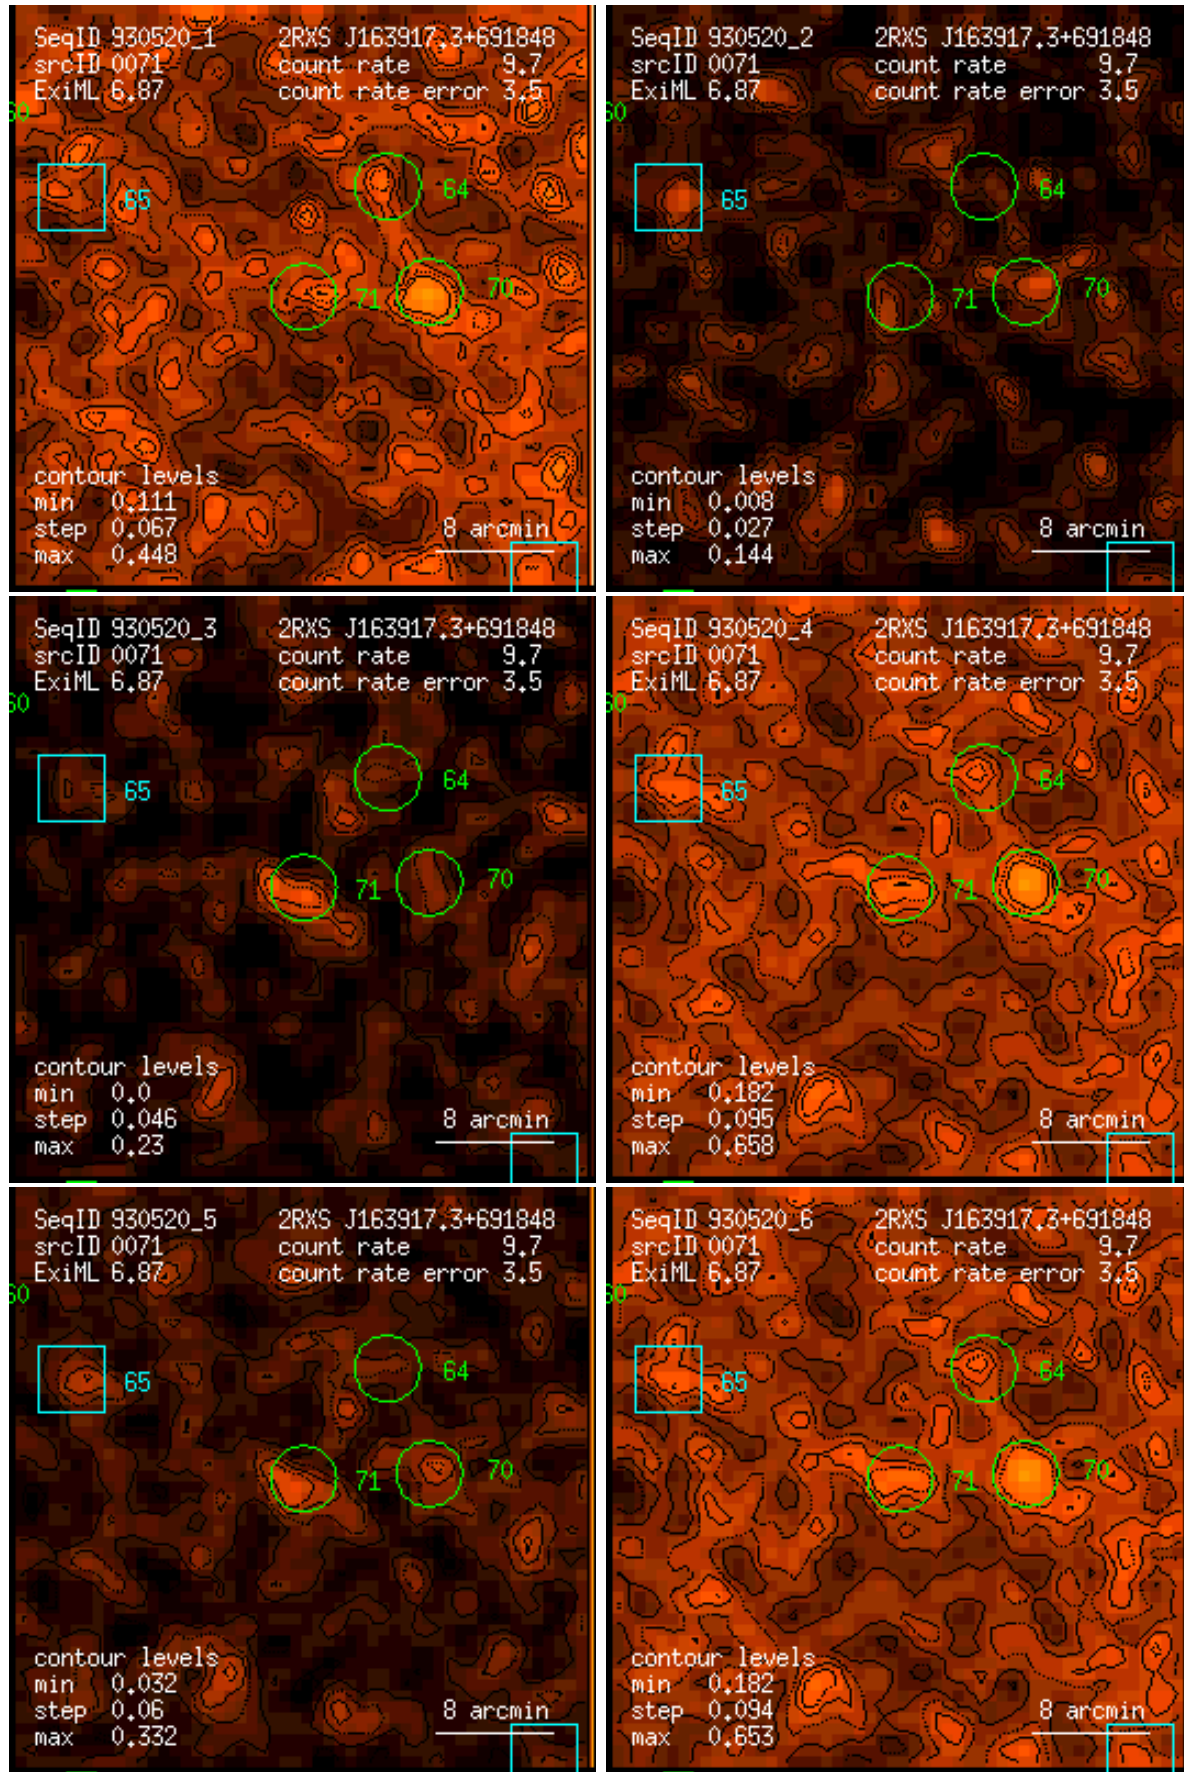 SeqID 930520_1 2RXS J163917.3+691848
srcID 0071 count rate 9.7
ExiML 6.87 count rate error 3.5
60
64
65
70
71
contour levels
min 0.111
step 0.067 8 arcmin
max 0.448
SeqID 930520_2 2RXS J163917.3+691848
srcID 0071 count rate 9.7
ExiML 6.87 count rate error 3.5
60
64
65
70
71
contour levels
min 0.008
step 0.027 8 arcmin
max 0.144
SeqID 930520_3 2RXS J163917.3+691848
srcID 0071 count rate 9.7
ExiML 6.87 count rate error 3.5
60
64
65
70
71
contour levels
min 0.0
step 0.046 8 arcmin
max 0.23
SeqID 930520_4 2RXS J163917.3+691848
srcID 0071 count rate 9.7
ExiML 6.87 count rate error 3.5
60
64
65
70
71
contour levels
min 0.182
step 0.095 8 arcmin
max 0.658
SeqID 930520_5 2RXS J163917.3+691848
srcID 0071 count rate 9.7
ExiML 6.87 count rate error 3.5
60
64
65
70
71
contour levels
min 0.032
step 0.06 8 arcmin
max 0.332
SeqID 930520_6 2RXS J163917.3+691848
srcID 0071 count rate 9.7
ExiML 6.87 count rate error 3.5
60
64
65
70
71
contour levels
min 0.182
step 0.094 8 arcmin
max 0.653